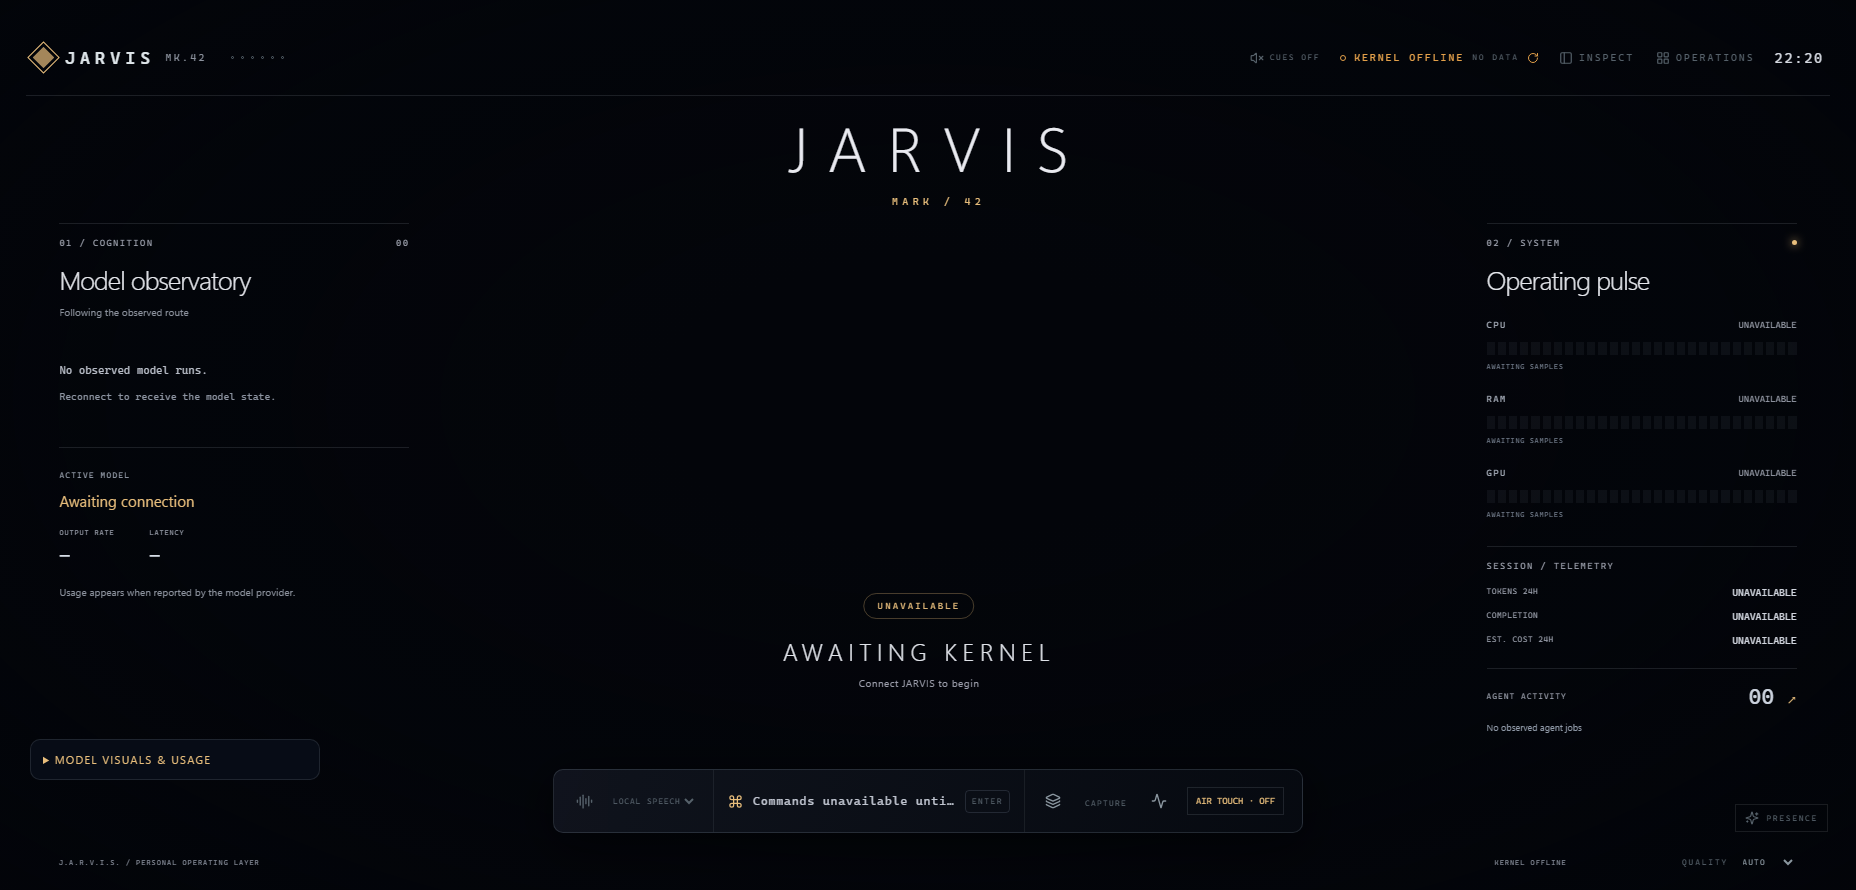 JARVIS MK.42
CUES OFF KERNEL OFFLINE NO DATA INSPECT OPERATIONS 22:20
JARVIS
MARK / 42
01 / COGNITION 00
Model observatory
Following the observed route
No observed model runs.
Reconnect to receive the model state.
ACTIVE MODEL
Awaiting connection
OUTPUT RATE LATENCY
— —
Usage appears when reported by the model provider.
MODEL VISUALS & USAGE
UNAVAILABLE
AWAITING KERNEL
Connect JARVIS to begin
LOCAL SPEECH
Commands unavailable unti… ENTER
CAPTURE
AIR TOUCH · OFF
02 / SYSTEM
Operating pulse
CPU UNAVAILABLE
AWAITING SAMPLES
RAM UNAVAILABLE
AWAITING SAMPLES
GPU UNAVAILABLE
AWAITING SAMPLES
SESSION / TELEMETRY
TOKENS 24H UNAVAILABLE
COMPLETION UNAVAILABLE
EST. COST 24H UNAVAILABLE
AGENT ACTIVITY 00 ↗
No observed agent jobs
PRESENCE
J.A.R.V.I.S. / PERSONAL OPERATING LAYER
KERNEL OFFLINE QUALITY AUTO